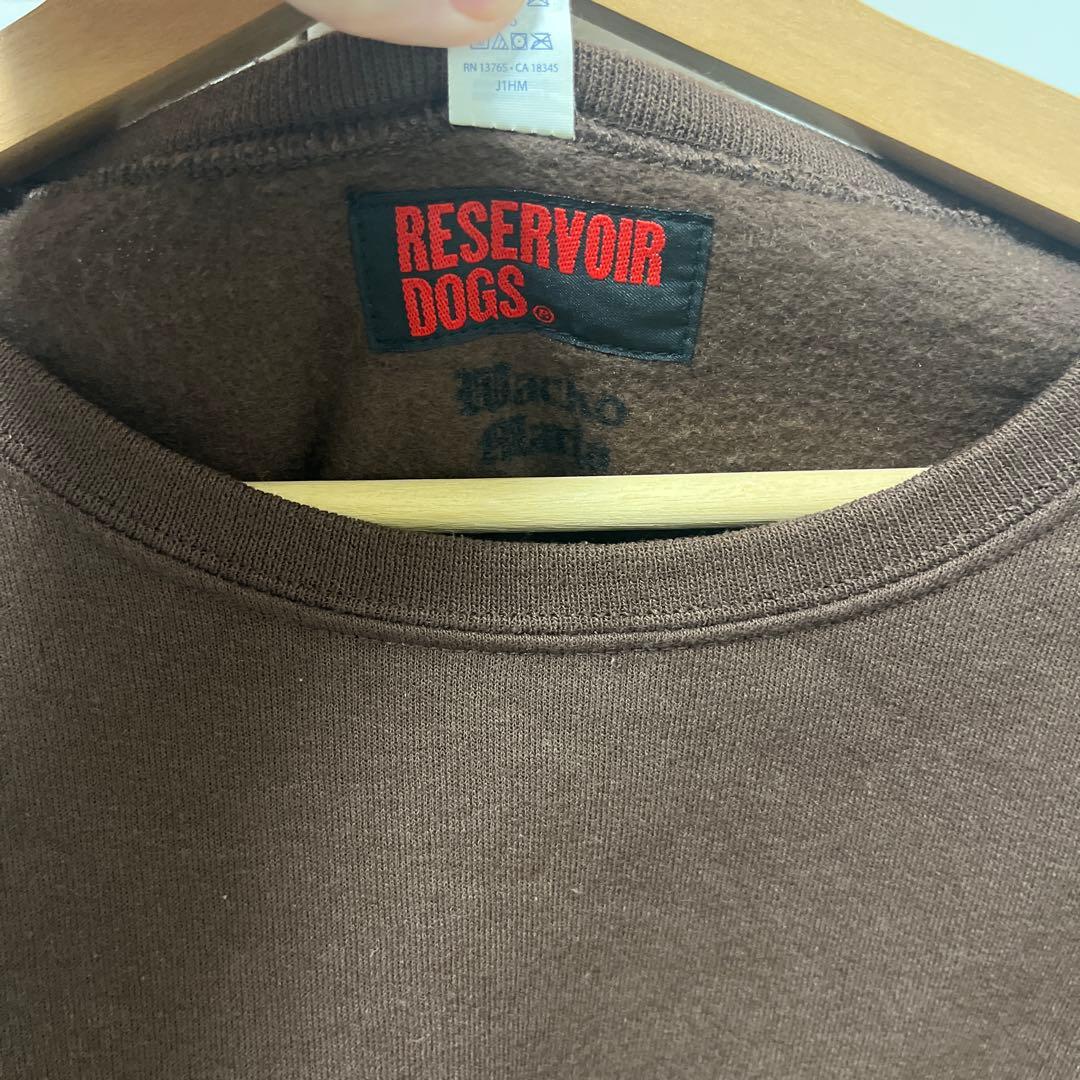 RN 13765 · CA 18345
J1HM
RESERVOIR
DOGS®
Wacko
Maria